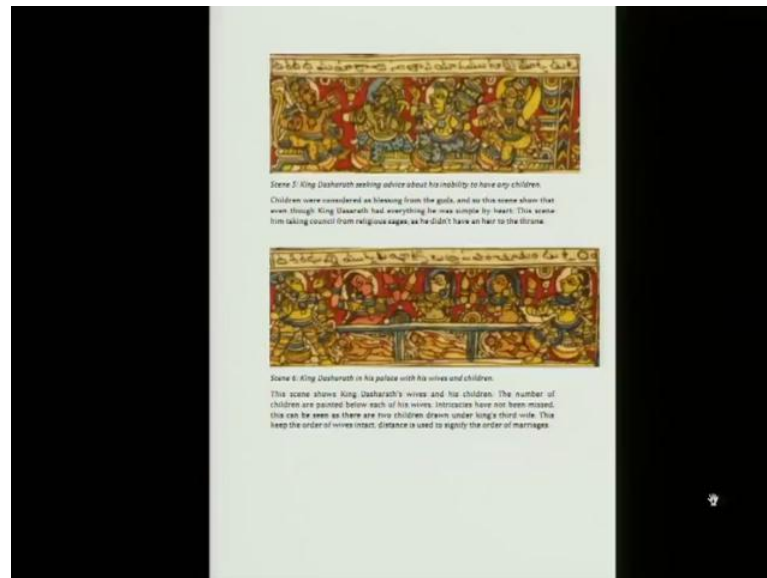 Scene 5: King Dasharath seeking advice about his inability to have any children.
Children were considered as blessing from the gods, and so this scene show that
even though King Dasarath had everything he was simple by heart. This scene
him taking council from religious sages, as he didn't have an heir to the throne.
Scene 6: King Dasharath in his palace with his wives and children.
This scene shows King Dasharath's wives and his children. The number of
children are painted below each of his wives. Intricacies have not been missed,
this can be seen as there are two children drawn under king's third wife. This
keep the order of wives intact, distance is used to signify the order of marriages.